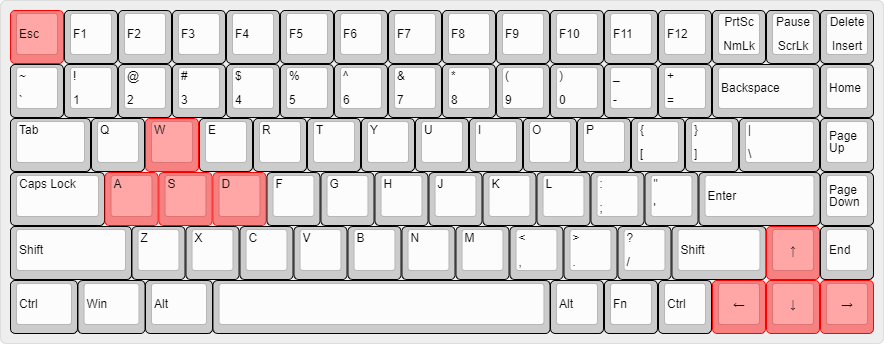 Esc F1 F2 F3 F4 F5 F6 F7 F8 F9 F10 F11 F12 PrtSc Pause Delete
NmLk ScrLk Insert
~ ! @ # $ % ^ & * ( ) _ + Backspace Home
` 1 2 3 4 5 6 7 8 9 0 - =
Tab Q W E R T Y U I O P { } | Page
[ ] \ Up
Caps Lock A S D F G H J K L : " Enter Page
; ' Down
Shift Z X C V B N M < > ? Shift ↑ End
, . /
Ctrl Win Alt Alt Fn Ctrl ← ↓ →